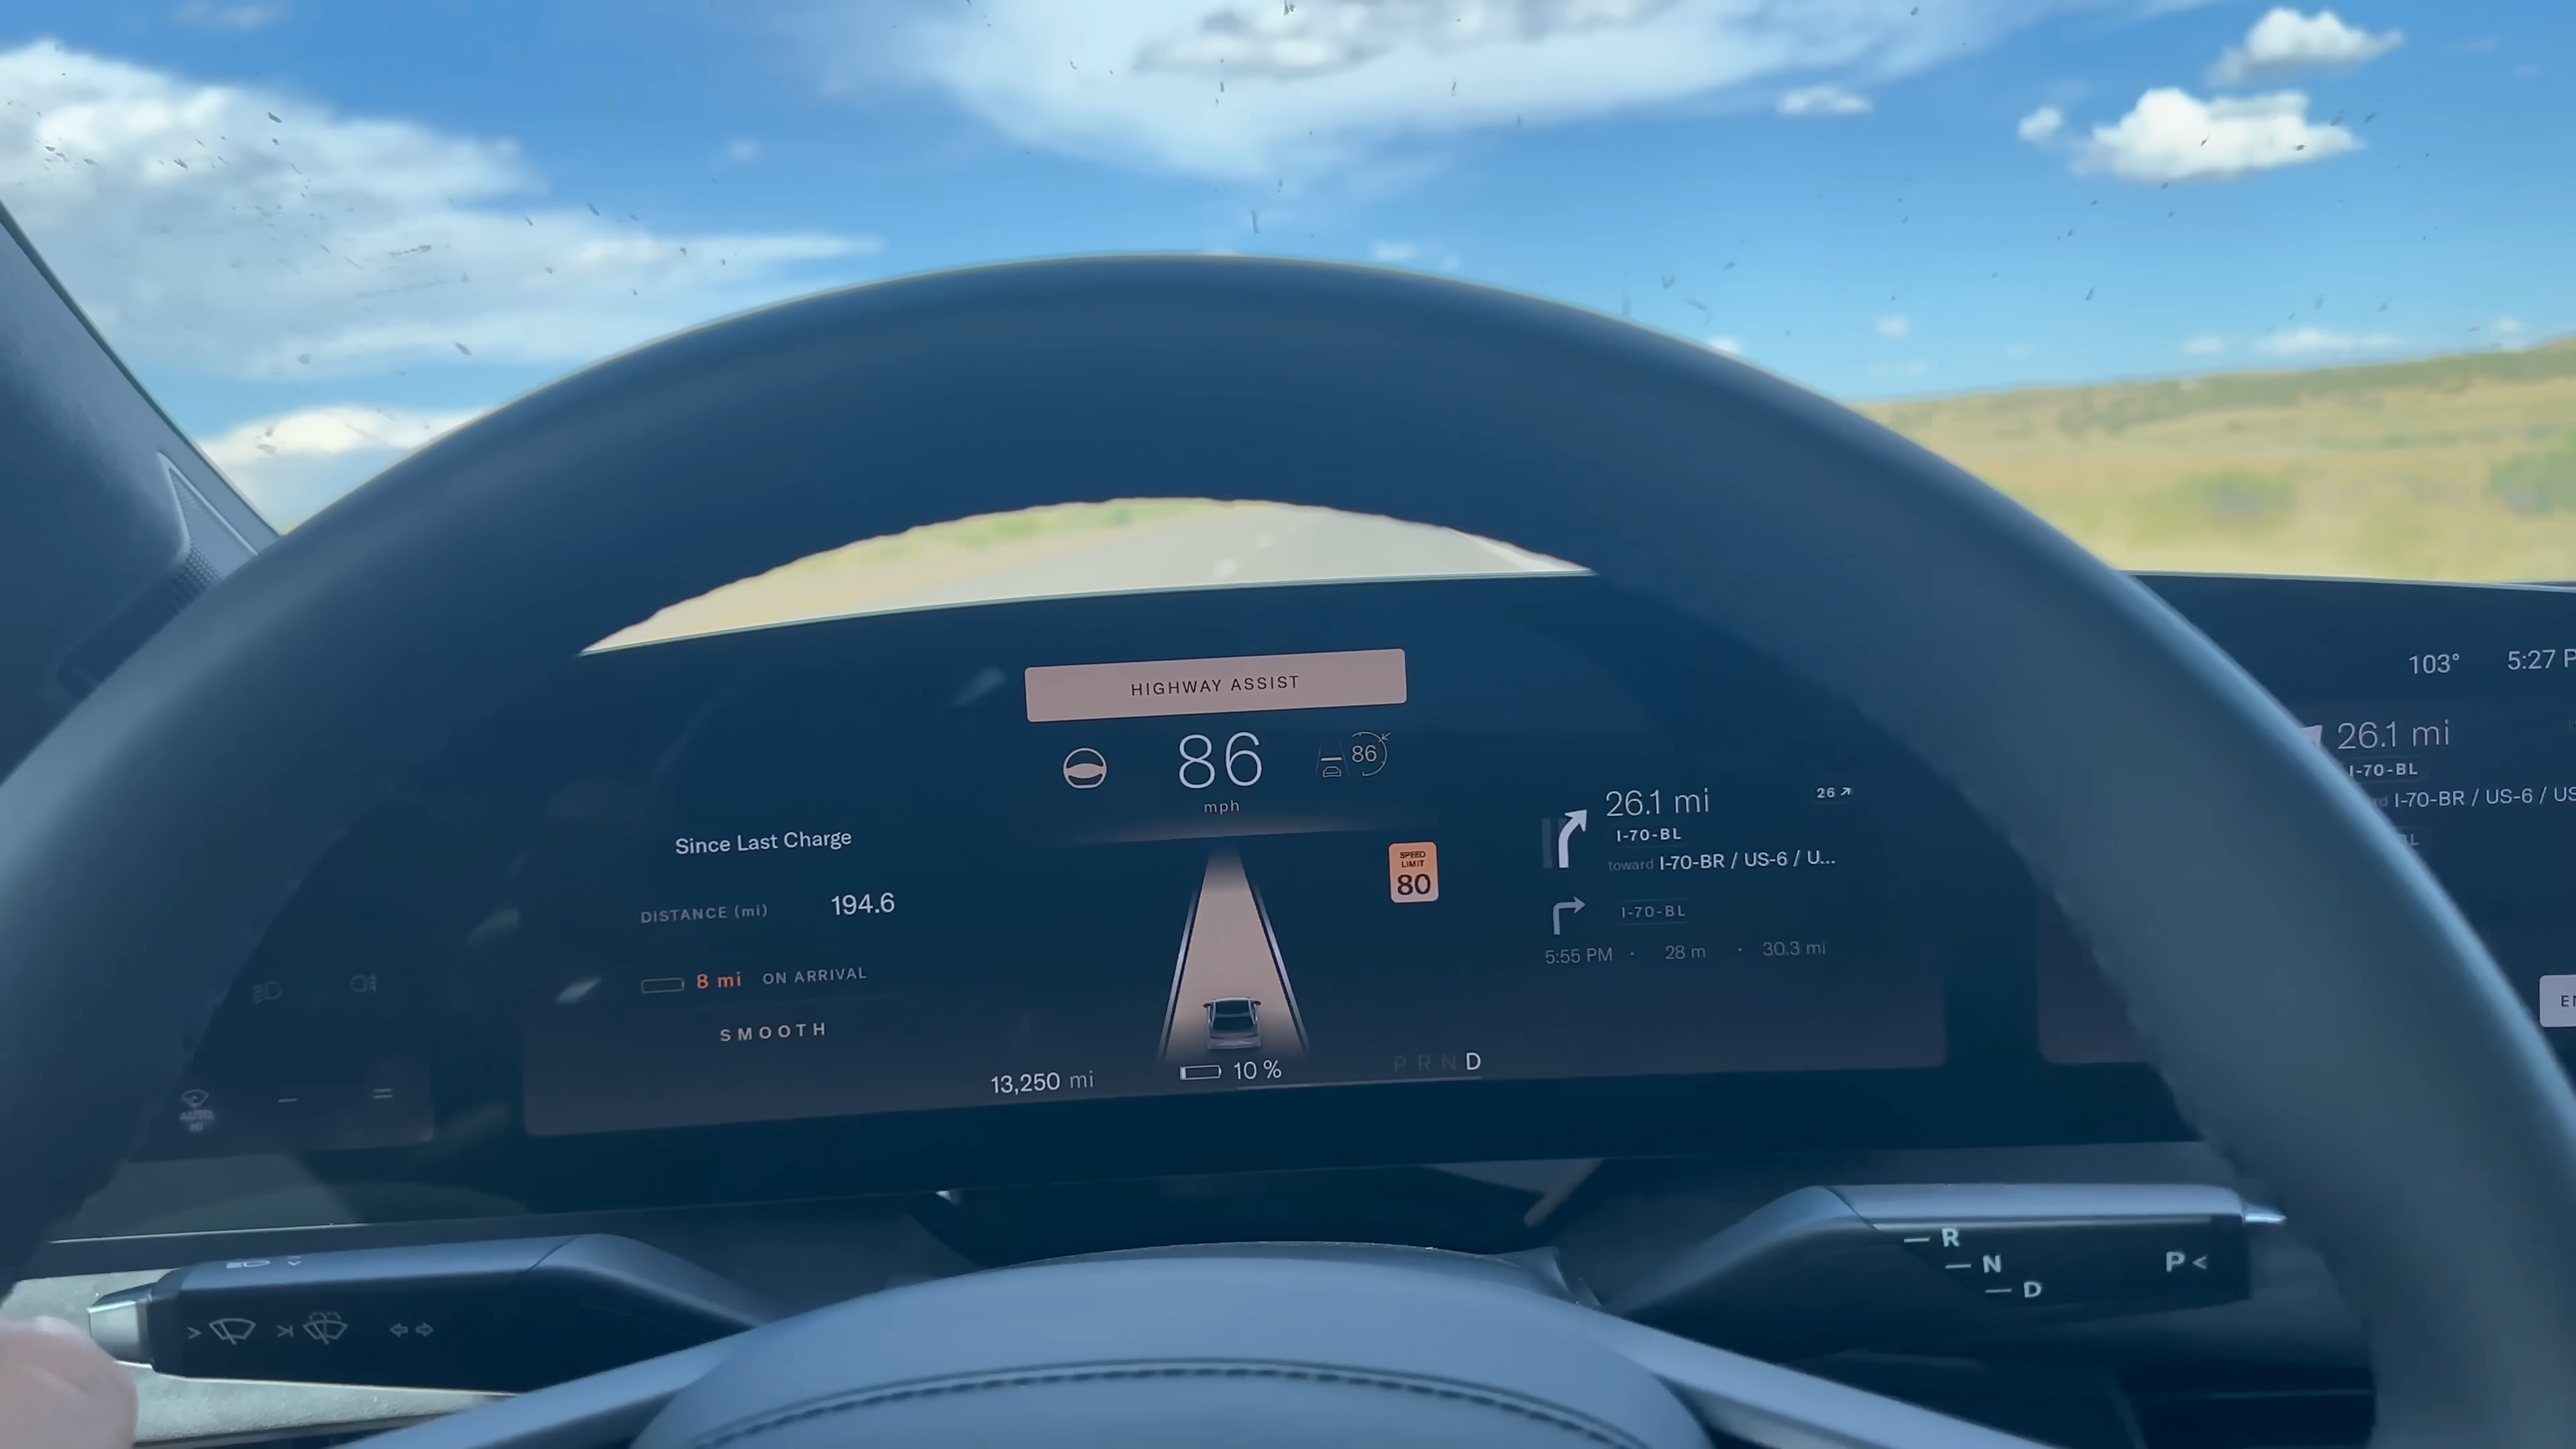 HIGHWAY ASSIST
86
mph
86
SPEED
LIMIT
80
Since Last Charge
DISTANCE (mi) 194.6
8 mi ON ARRIVAL
SMOOTH
13,250 mi
10 %
P R N D
26.1 mi
26
I-70-BL
toward I-70-BR / US-6 / U...
I-70-BL
5:55 PM · 28 m · 30.3 mi
103° 5:27 P
26.1 mi
I-70-BL
I-70-BR / US-6 / US
AUTO
R
N
D
P <